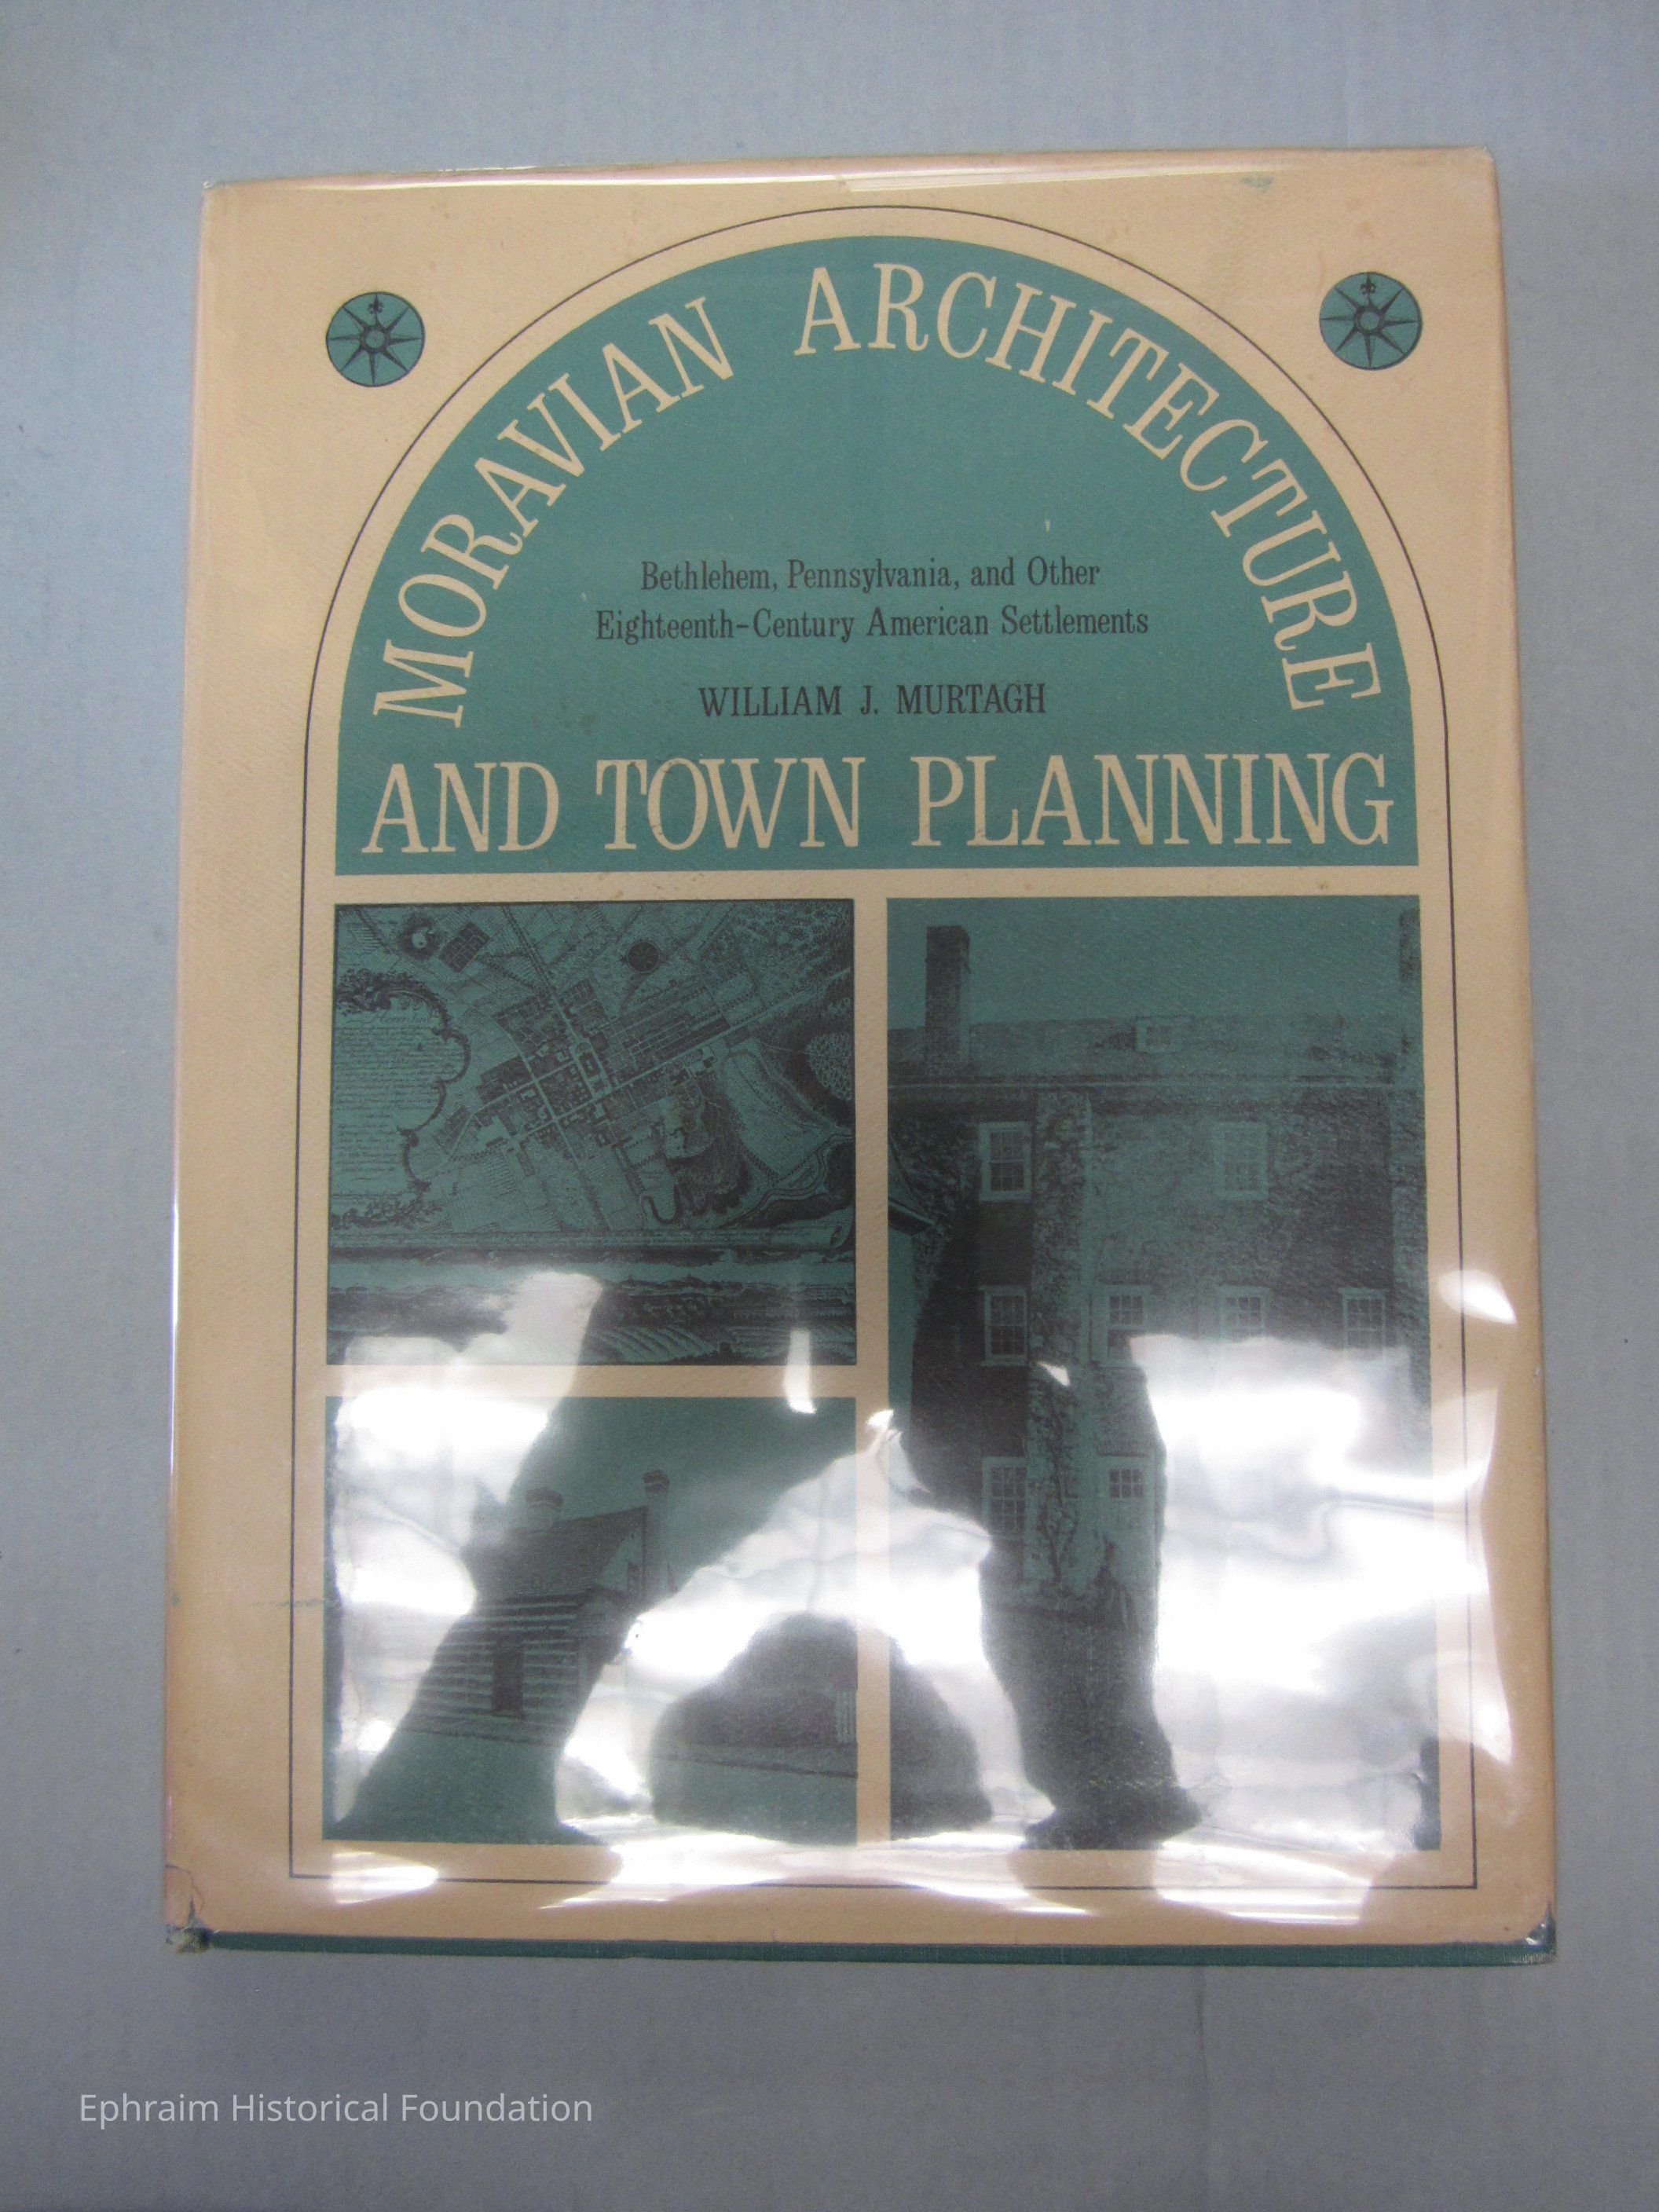 MORAVIAN ARCHITECTURE
Bethlehem, Pennsylvania, and Other
Eighteenth-Century American Settlements
WILLIAM J. MURTAGH
AND TOWN PLANNING
Ephraim Historical Foundation